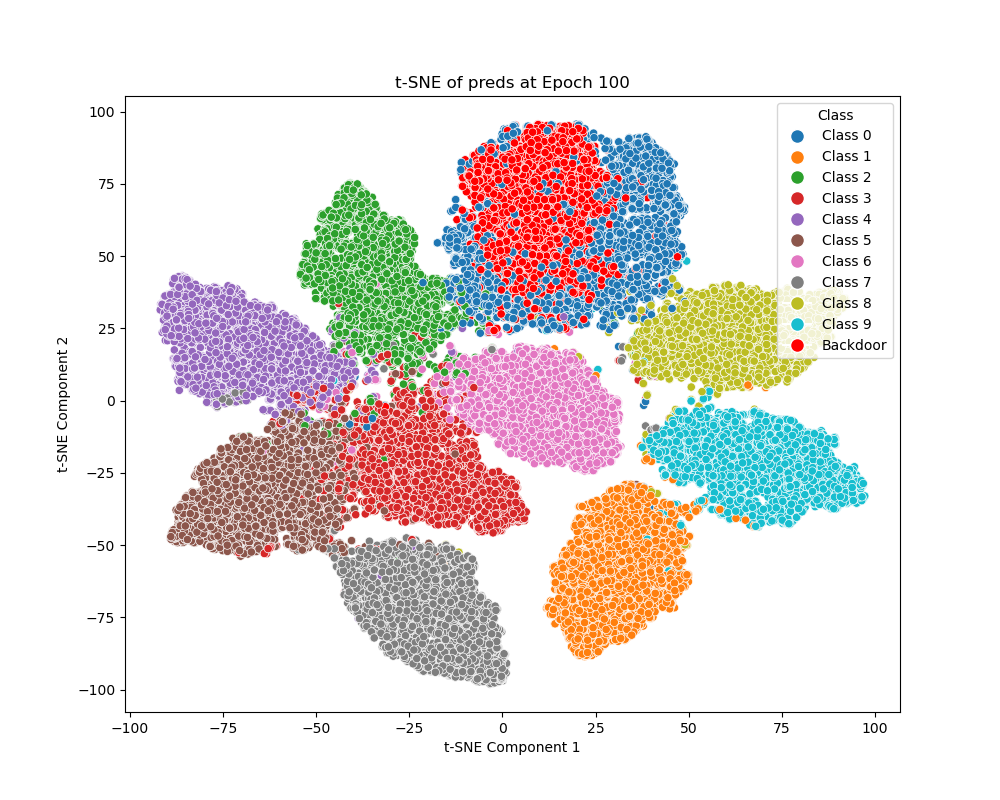 t-SNE of preds at Epoch 100
Class
Class 0
Class 1
Class 2
Class 3
Class 4
Class 5
Class 6
Class 7
Class 8
Class 9
Backdoor
100
75
50
25
0
−25
−50
−75
−100
t-SNE Component 2
−100
−75
−50
−25
0
25
50
75
100
t-SNE Component 1